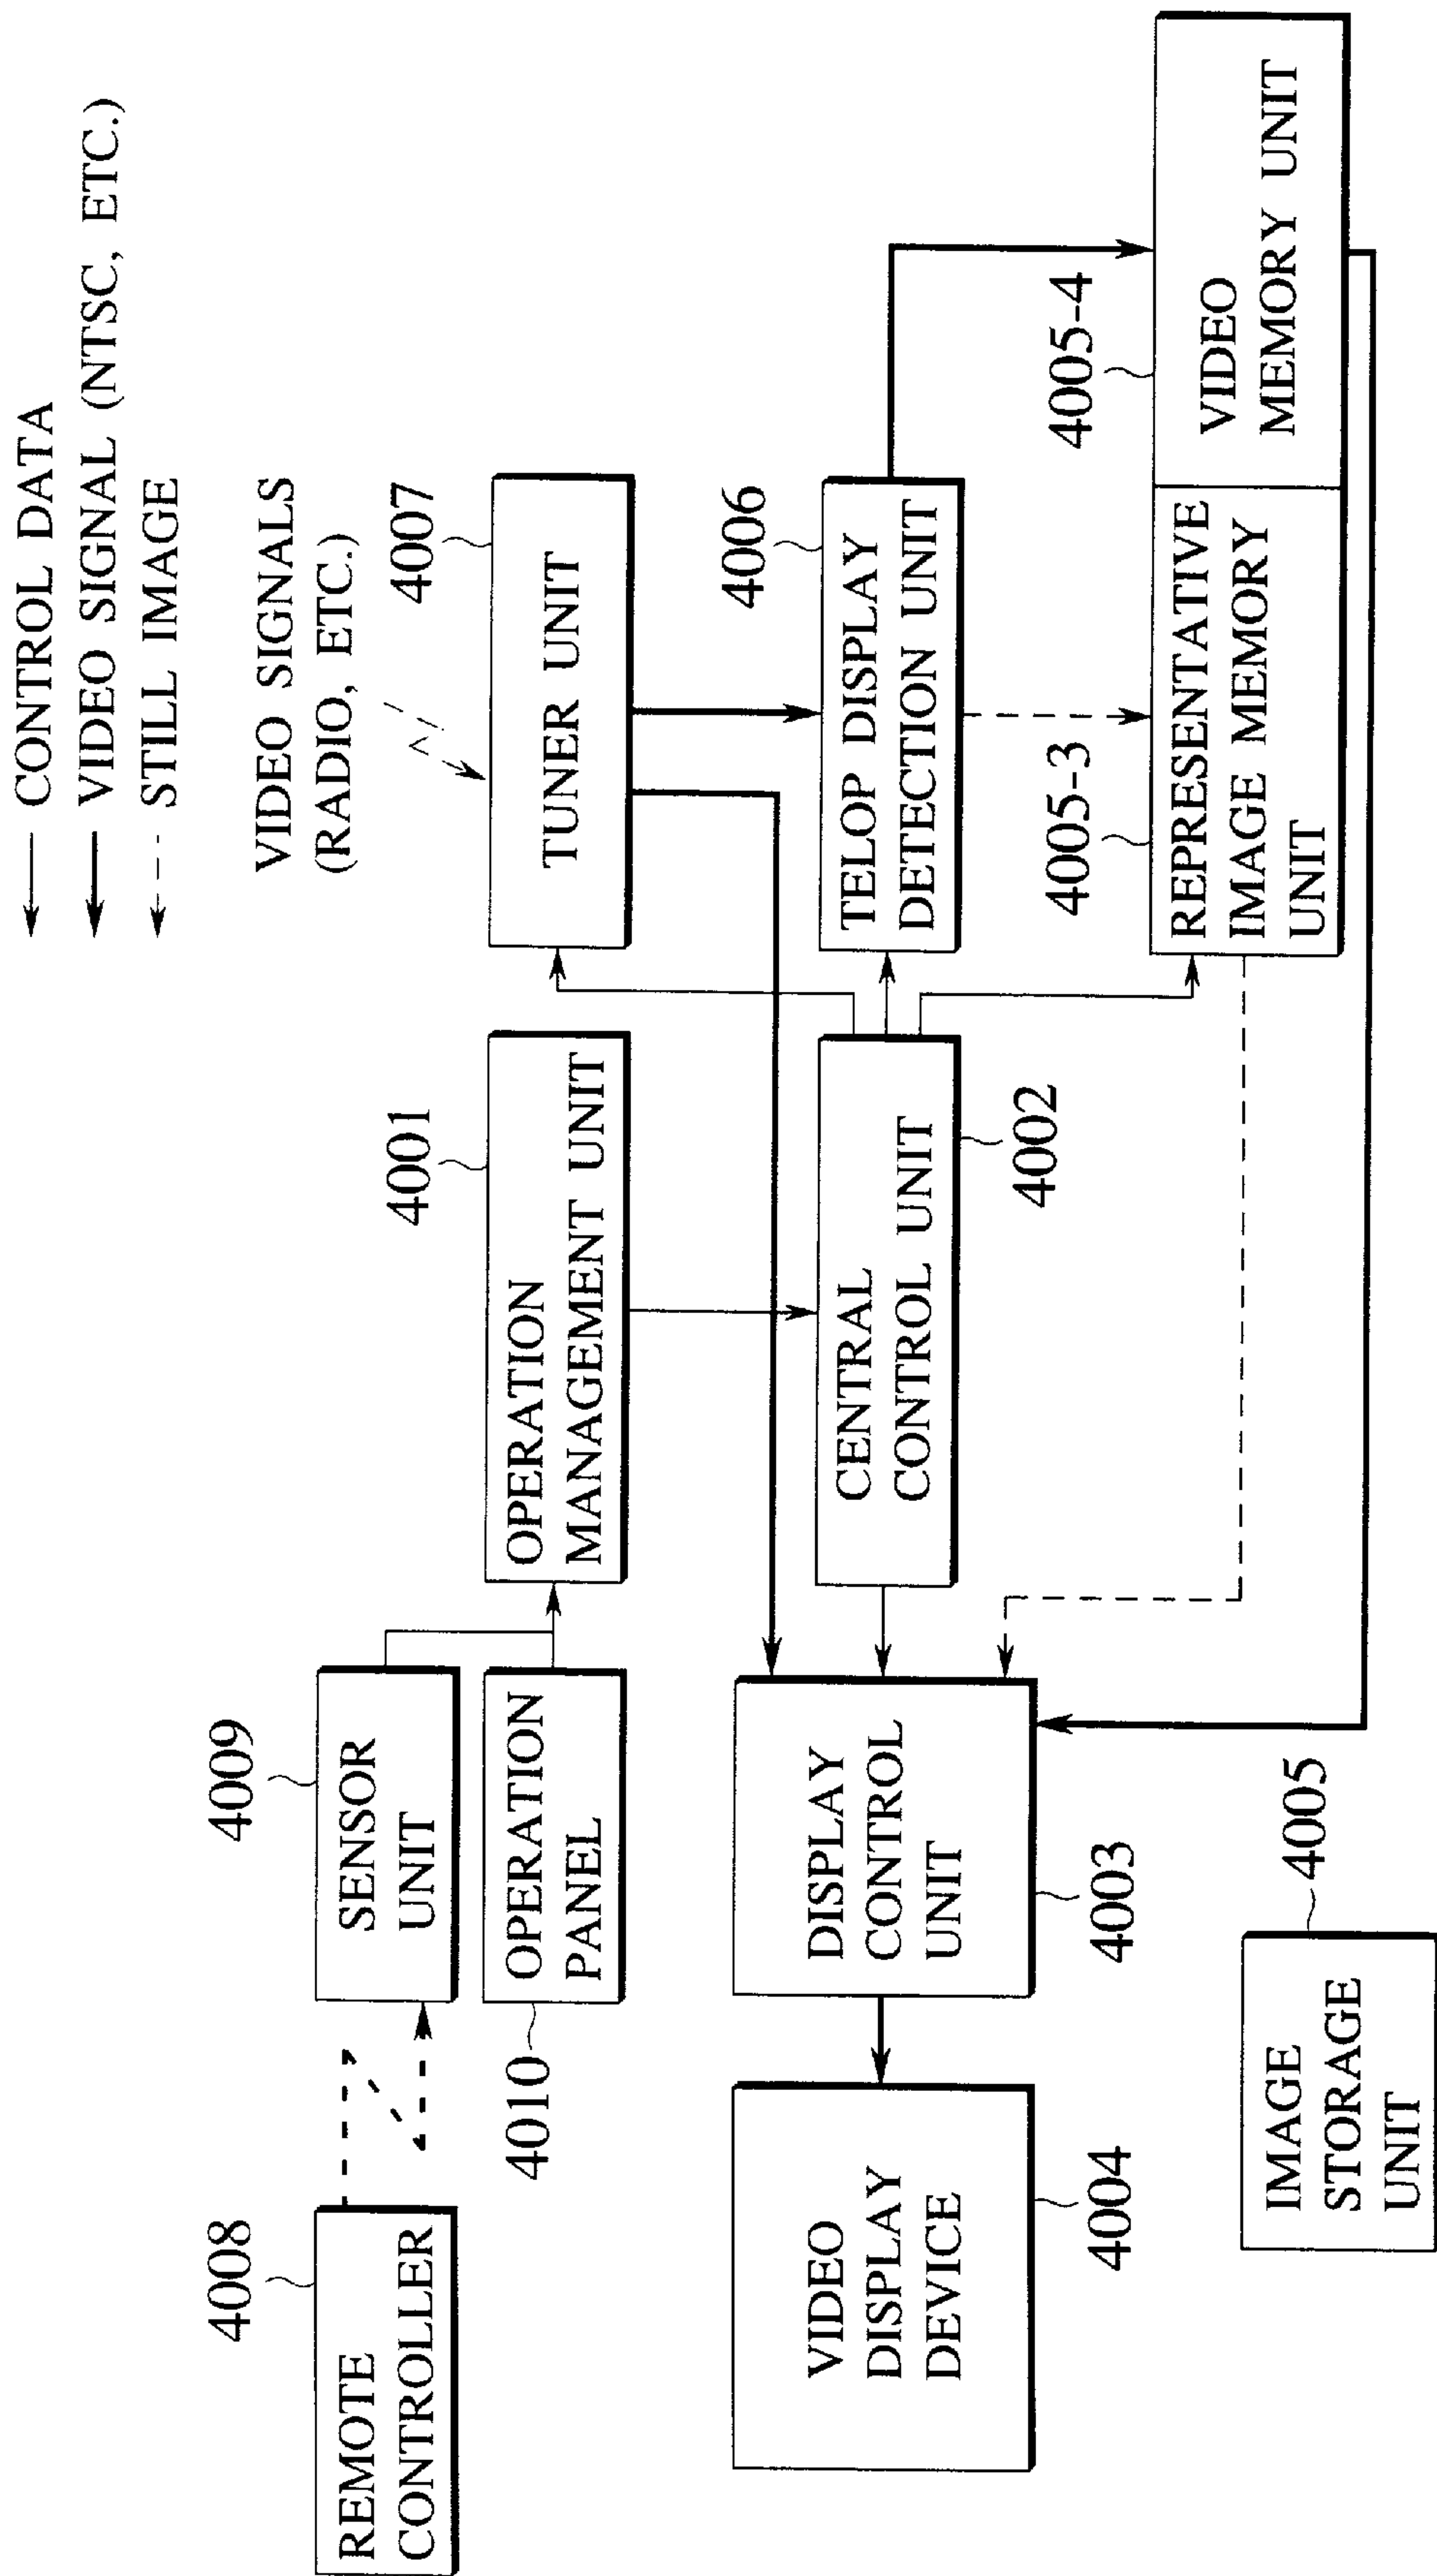 CONTROL DATA
VIDEO SIGNAL (NTSC, ETC.)
STILL IMAGE
VIDEO SIGNALS
(RADIO, ETC.)
4008
REMOTE
CONTROLLER
4009
SENSOR
UNIT
4010
OPERATION
PANEL
4001
OPERATION
MANAGEMENT UNIT
4007
TUNER UNIT
4004
VIDEO
DISPLAY
DEVICE
4003
DISPLAY
CONTROL
UNIT
4002
CENTRAL
CONTROL UNIT
4006
TELOP DISPLAY
DETECTION UNIT
4005-3
REPRESENTATIVE
IMAGE MEMORY
UNIT
4005-4
VIDEO
MEMORY UNIT
4005
IMAGE
STORAGE
UNIT